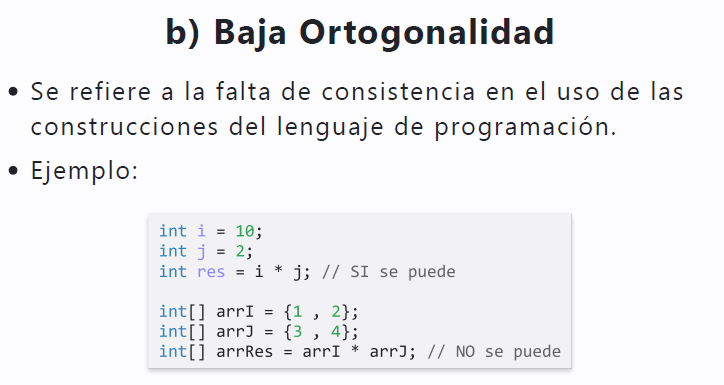 b) Baja Ortogonalidad
• Se refiere a la falta de consistencia en el uso de las
construcciones del lenguaje de programación.
• Ejemplo:
int i = 10;
int j = 2;
int res = i * j; // SI se puede
int[] arrI = {1 , 2};
int[] arrJ = {3 , 4};
int[] arrRes = arrI * arrJ; // NO se puede